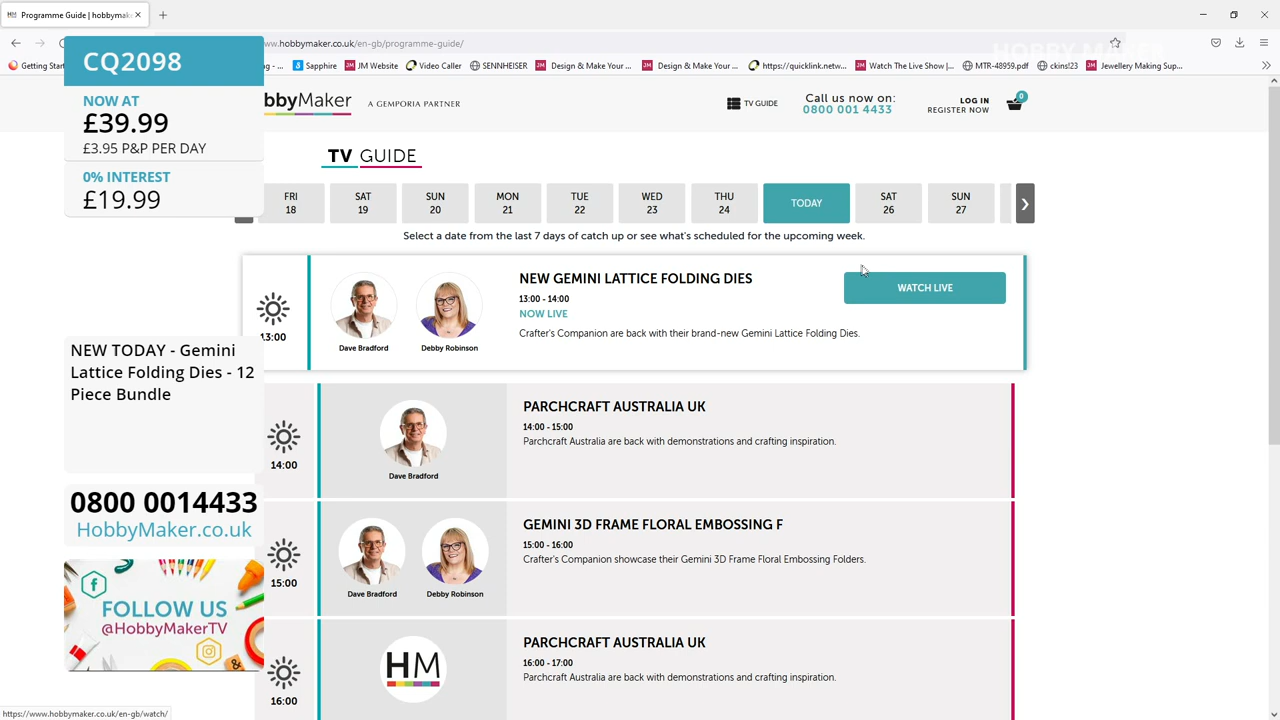 Programme Guide | hobbymak
ww.hobbymaker.co.uk/en-gb/programme-guide/
HOBBY MAKER
Getting Start
ng - ...
Sapphire
JM Website
Video Caller
SENNHEISER
Design & Make Your ...
Design & Make Your ...
https://quicklink.netw...
Watch The Live Show |...
MTR-48959.pdf
ckins!23
Jewellery Making Sup...
CQ2098
NOW AT
£39.99
£3.95 P&P PER DAY
0% INTEREST
£19.99
bbyMaker
A GEMPORIA PARTNER
TV GUIDE
Call us now on:
0800 001 4433
LOG IN
REGISTER NOW
0
TV GUIDE
FRI
18
SAT
19
SUN
20
MON
21
TUE
22
WED
23
THU
24
TODAY
SAT
26
SUN
27
Select a date from the last 7 days of catch up or see what's scheduled for the upcoming week.
13:00
Dave Bradford
Debby Robinson
NEW GEMINI LATTICE FOLDING DIES
13:00 - 14:00
NOW LIVE
Crafter's Companion are back with their brand-new Gemini Lattice Folding Dies.
WATCH LIVE
NEW TODAY - Gemini
Lattice Folding Dies - 12
Piece Bundle
14:00
Dave Bradford
PARCHCRAFT AUSTRALIA UK
14:00 - 15:00
Parchcraft Australia are back with demonstrations and crafting inspiration.
0800 0014433
HobbyMaker.co.uk
15:00
Dave Bradford
Debby Robinson
GEMINI 3D FRAME FLORAL EMBOSSING F
15:00 - 16:00
Crafter's Companion showcase their Gemini 3D Frame Floral Embossing Folders.
FOLLOW US
@HobbyMakerTV
16:00
HM
PARCHCRAFT AUSTRALIA UK
16:00 - 17:00
Parchcraft Australia are back with demonstrations and crafting inspiration.
https://www.hobbymaker.co.uk/en-gb/watch/